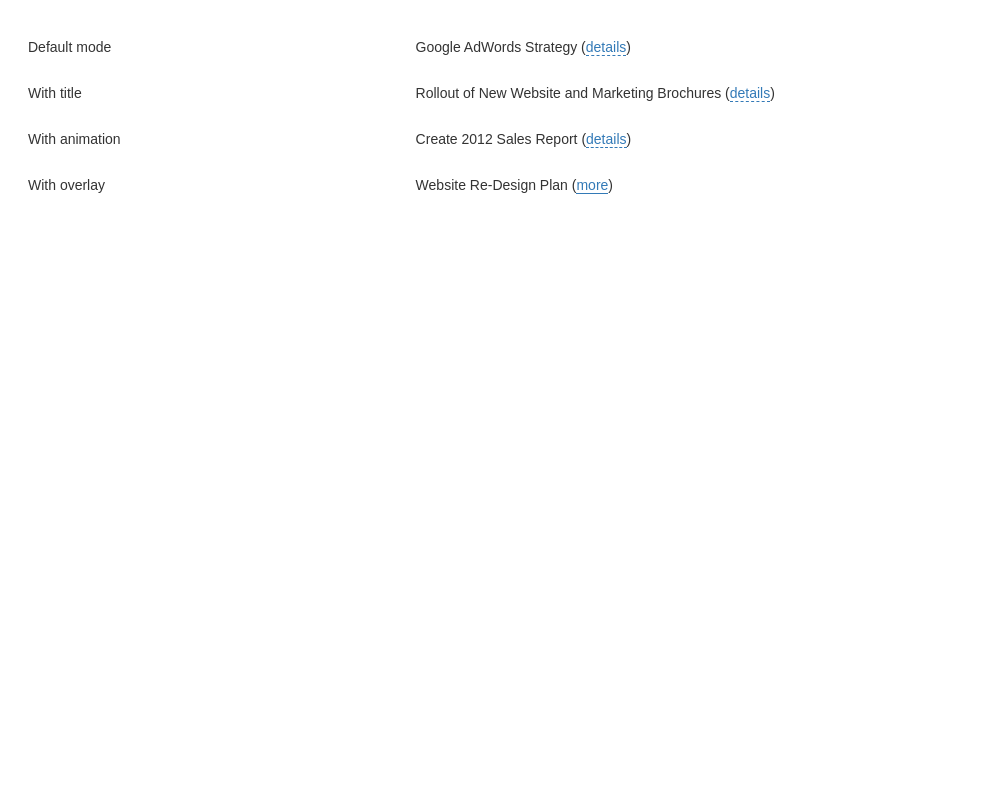 Default mode Google AdWords Strategy (details)
With title Rollout of New Website and Marketing Brochures (details)
With animation Create 2012 Sales Report (details)
With overlay Website Re-Design Plan (more)